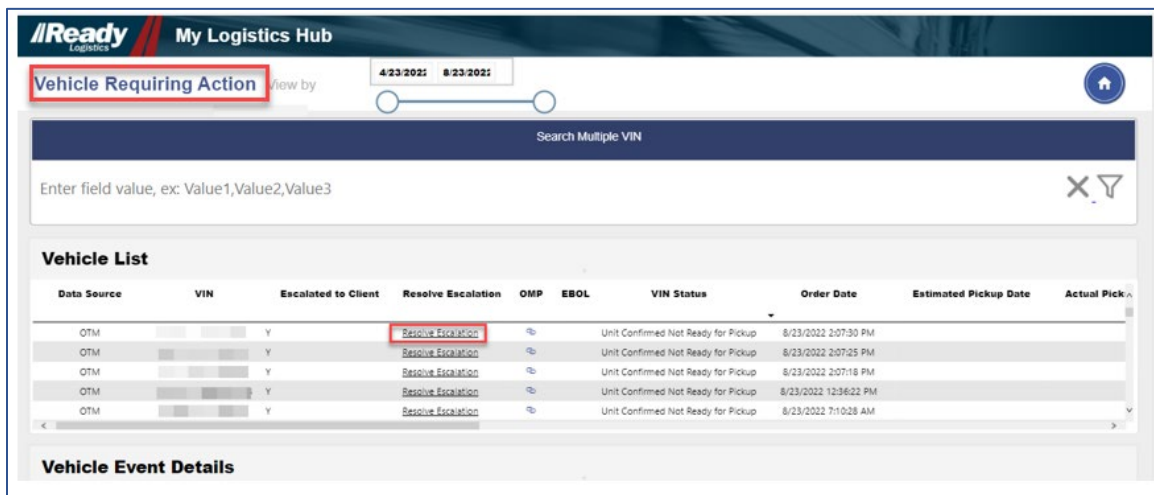 //Ready Logistics My Logistics Hub
Vehicle Requiring Action View by
4/23/2022 8/23/2022
Search Multiple VIN
Enter field value, ex: Value1,Value2,Value3
Vehicle List
Data Source VIN Escalated to Client Resolve Escalation OMP EBOL VIN Status Order Date Estimated Pickup Date Actual Pick
OTM Y Resolve Escalation Unit Confirmed Not Ready for Pickup 8/23/2022 2:07:30 PM
OTM Y Resolve Escalation Unit Confirmed Not Ready for Pickup 8/23/2022 2:07:25 PM
OTM Y Resolve Escalation Unit Confirmed Not Ready for Pickup 8/23/2022 2:07:18 PM
OTM Y Resolve Escalation Unit Confirmed Not Ready for Pickup 8/23/2022 12:36:22 PM
OTM Y Resolve Escalation Unit Confirmed Not Ready for Pickup 8/23/2022 7:10:28 AM
Vehicle Event Details